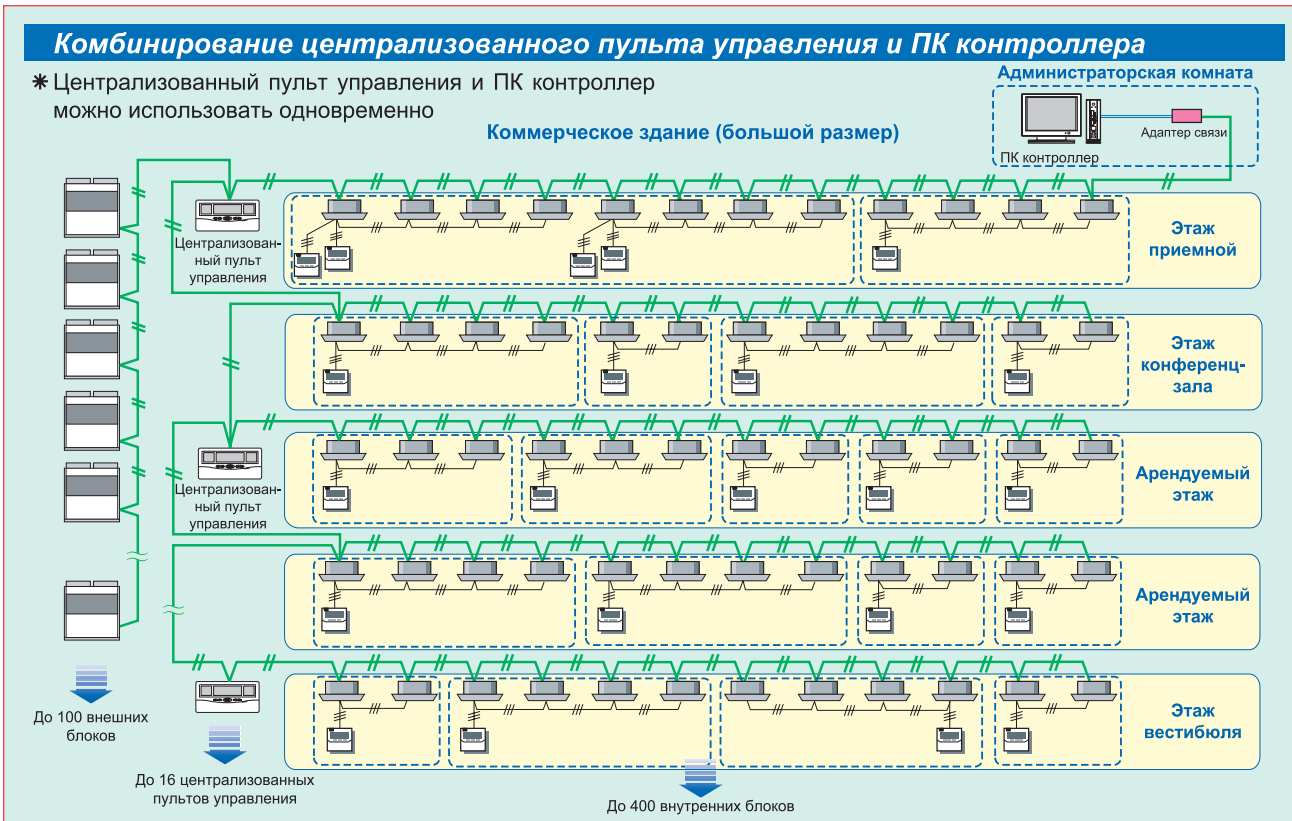 Комбинирование централизованного пульта управления и ПК контроллера
✳ Централизованный пульт управления и ПК контроллер
можно использовать одновременно
Администраторская комната
Коммерческое здание (большой размер)
Адаптер связи
ПК контроллер
Централизован-
ный пульт
управления
Этаж
приемной
Этаж
конференц-
зала
Централизован-
ный пульт
управления
Арендуемый
этаж
Арендуемый
этаж
Этаж
вестибюля
До 100 внешних
блоков
До 16 централизованных
пультов управления
До 400 внутренних блоков